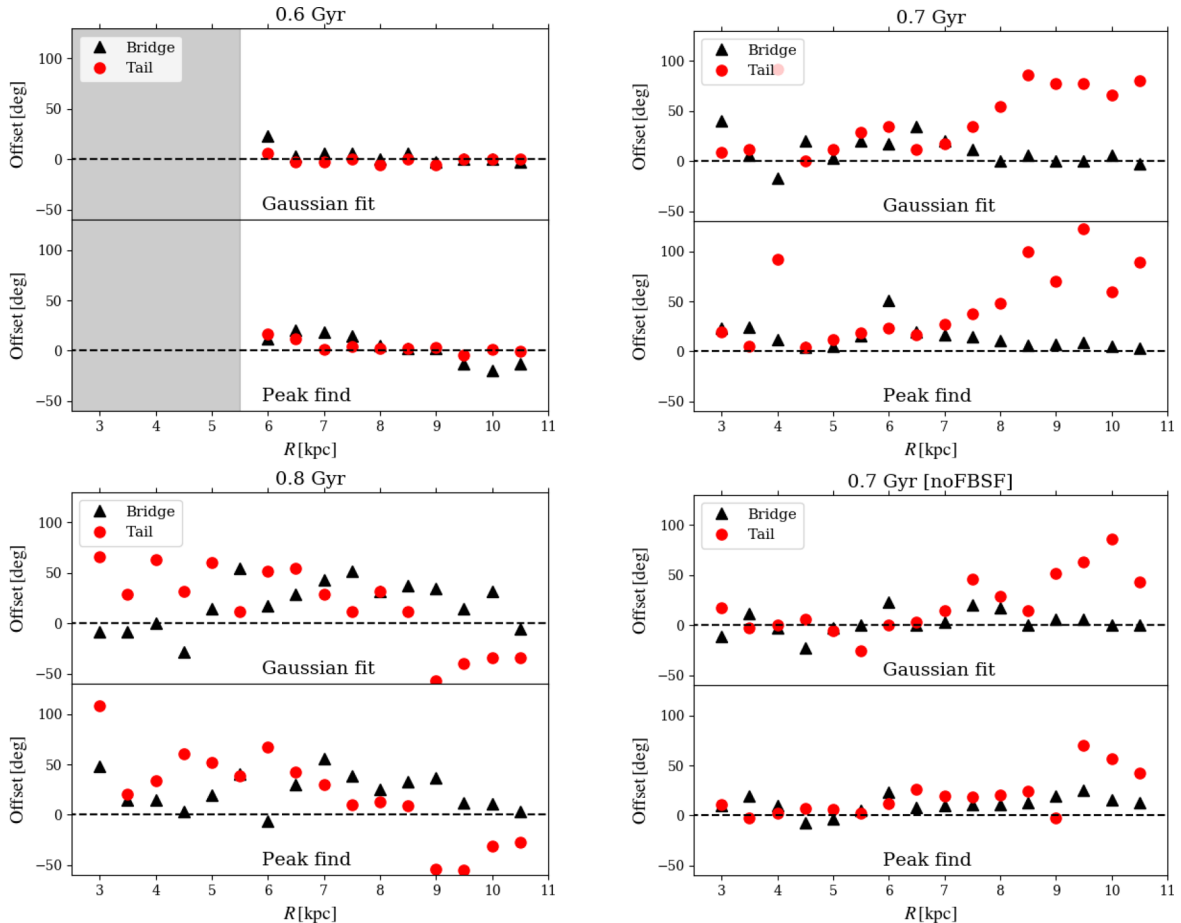 0.6 Gyr
Bridge
Tail
Offset [deg]
100
50
0
−50
Gaussian fit
Offset [deg]
100
50
0
−50
Peak find
3 4 5 6 7 8 9 10 11
R [kpc]
0.7 Gyr
Bridge
Tail
Offset [deg]
100
50
0
−50
Gaussian fit
Offset [deg]
100
50
0
−50
Peak find
3 4 5 6 7 8 9 10 11
R [kpc]
0.8 Gyr
Bridge
Tail
Offset [deg]
100
50
0
−50
Gaussian fit
Offset [deg]
100
50
0
−50
Peak find
3 4 5 6 7 8 9 10 11
R [kpc]
0.7 Gyr [noFBSF]
Bridge
Tail
Offset [deg]
100
50
0
−50
Gaussian fit
Offset [deg]
100
50
0
−50
Peak find
3 4 5 6 7 8 9 10 11
R [kpc]